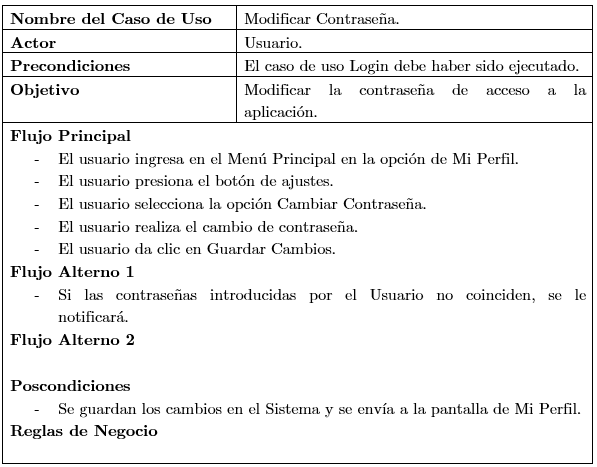 Nombre del Caso de Uso Modificar Contraseña.
Actor Usuario.
Precondiciones El caso de uso Login debe haber sido ejecutado.
Objetivo Modificar la contraseña de acceso a la
aplicación.
Flujo Principal
- El usuario ingresa en el Menú Principal en la opción de Mi Perfil.
- El usuario presiona el botón de ajustes.
- El usuario selecciona la opción Cambiar Contraseña.
- El usuario realiza el cambio de contraseña.
- El usuario da clic en Guardar Cambios.
Flujo Alterno 1
- Si las contraseñas introducidas por el Usuario no coinciden, se le
notificará.
Flujo Alterno 2
Poscondiciones
- Se guardan los cambios en el Sistema y se envía a la pantalla de Mi Perfil.
Reglas de Negocio